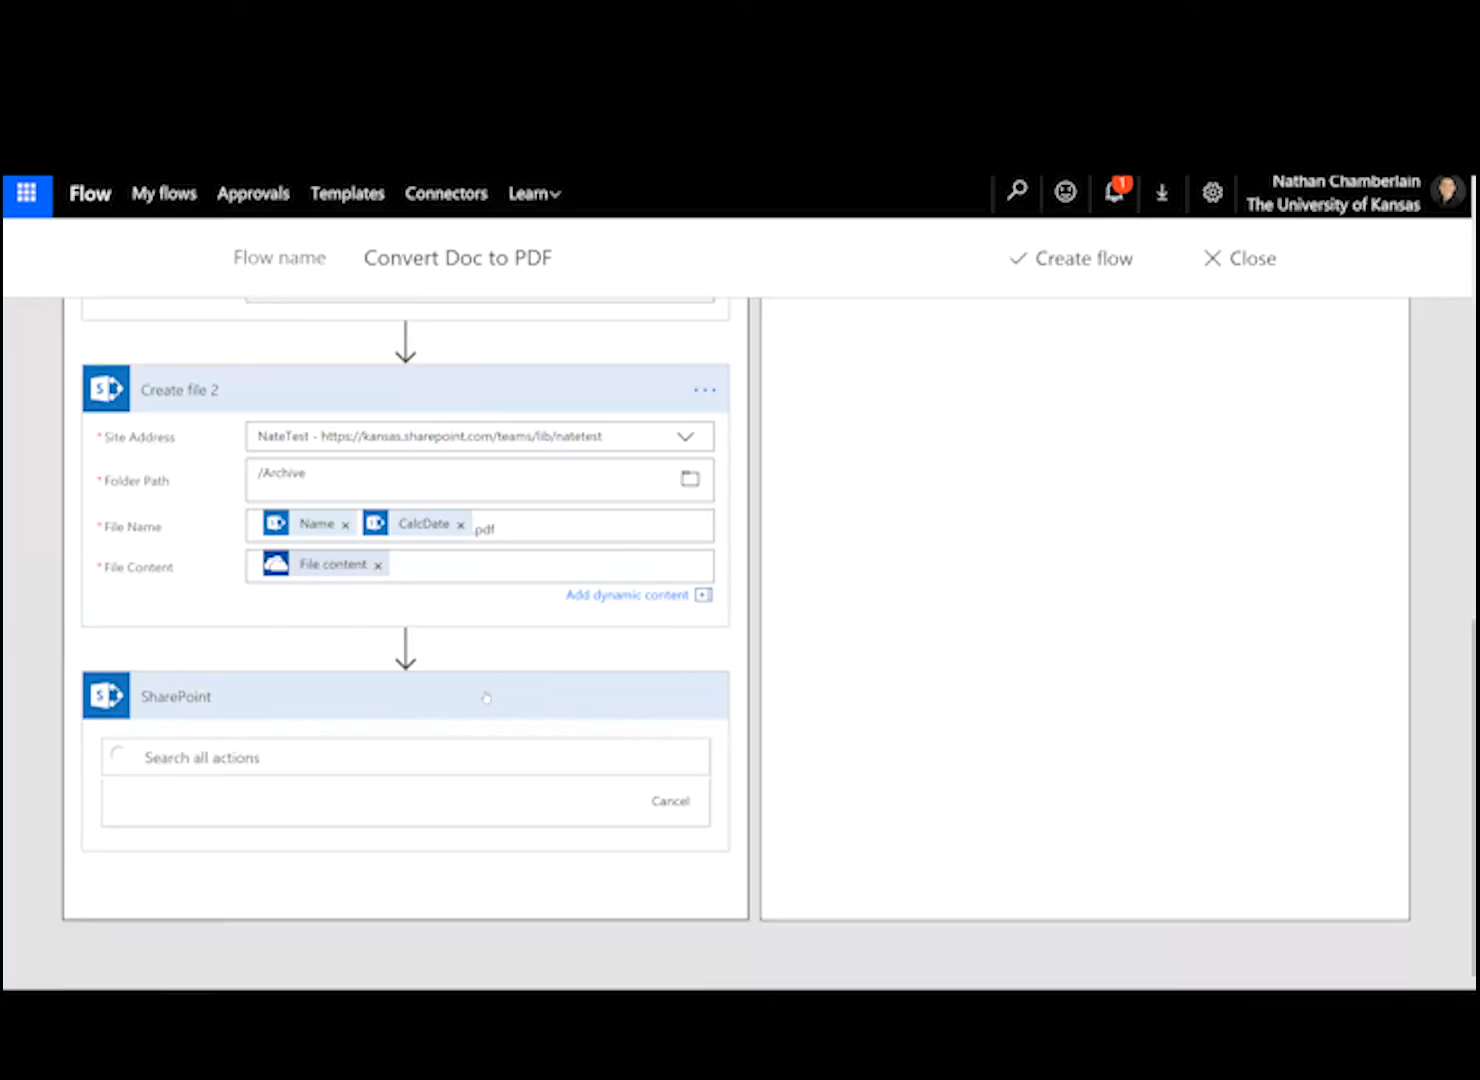 Flow My flows Approvals Templates Connectors Learn
1
Nathan Chamberlain
The University of Kansas
Flow name Convert Doc to PDF Create flow Close
Create file 2 ...
* Site Address NateTest - https://kansas.sharepoint.com/teams/lib/natetest
* Folder Path /Archive
* File Name Name x CalcDate x .pdf
* File Content File content x
Add dynamic content
SharePoint
Search all actions
Cancel